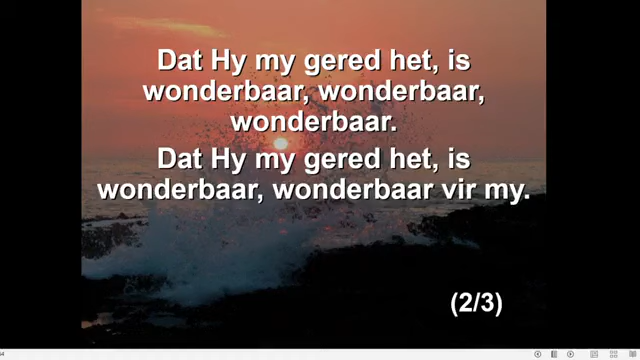 Dat Hy my gered het, is
wonderbaar, wonderbaar,
wonderbaar.
Dat Hy my gered het, is
wonderbaar, wonderbaar vir my.
(2/3)